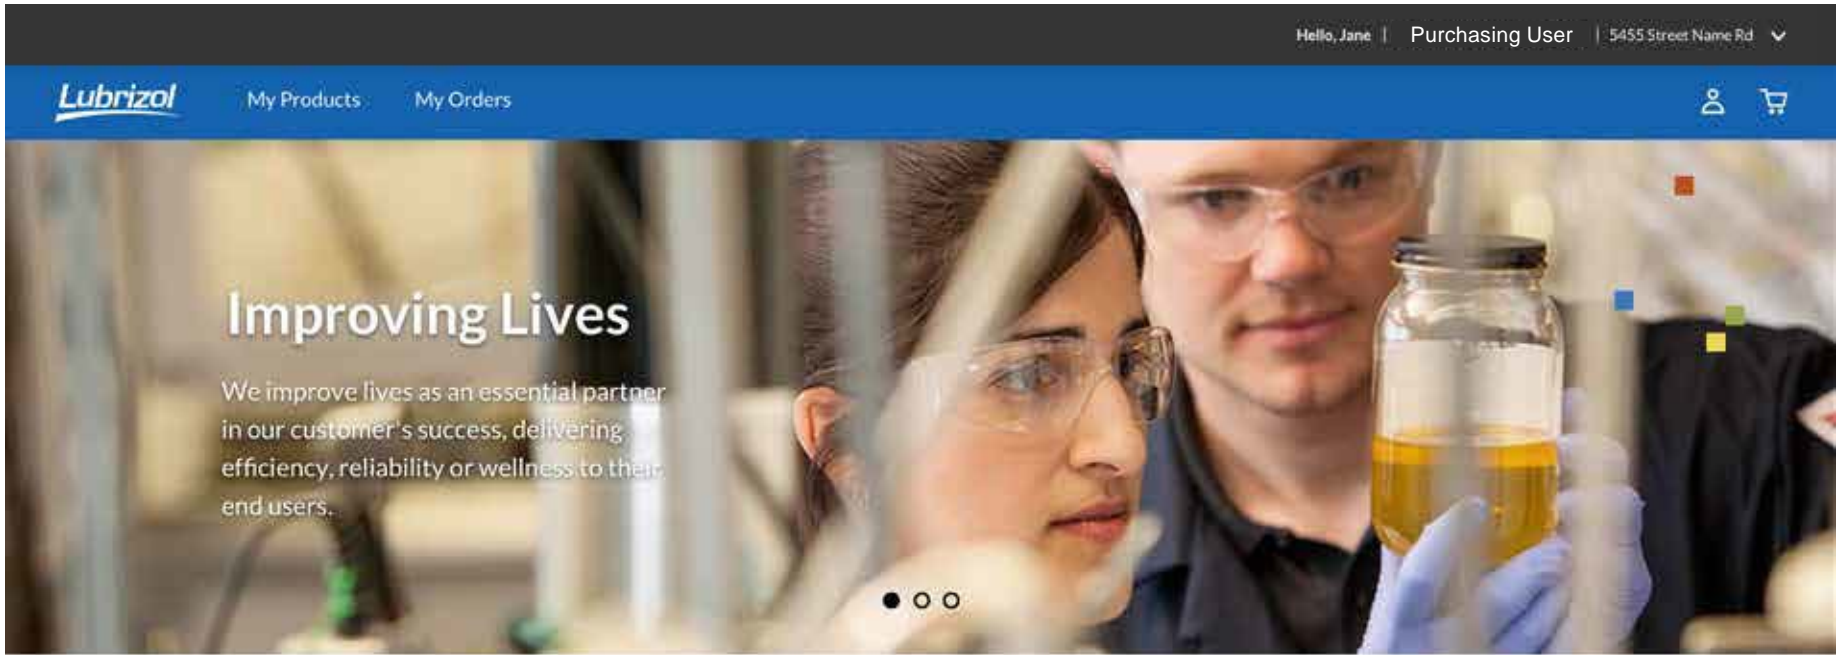 Hello, Jane | Purchasing User | 5455 Street Name Rd
Lubrizol My Products My Orders
Improving Lives
We improve lives as an essential partner
in our customer's success, delivering
efficiency, reliability or wellness to their
end users.